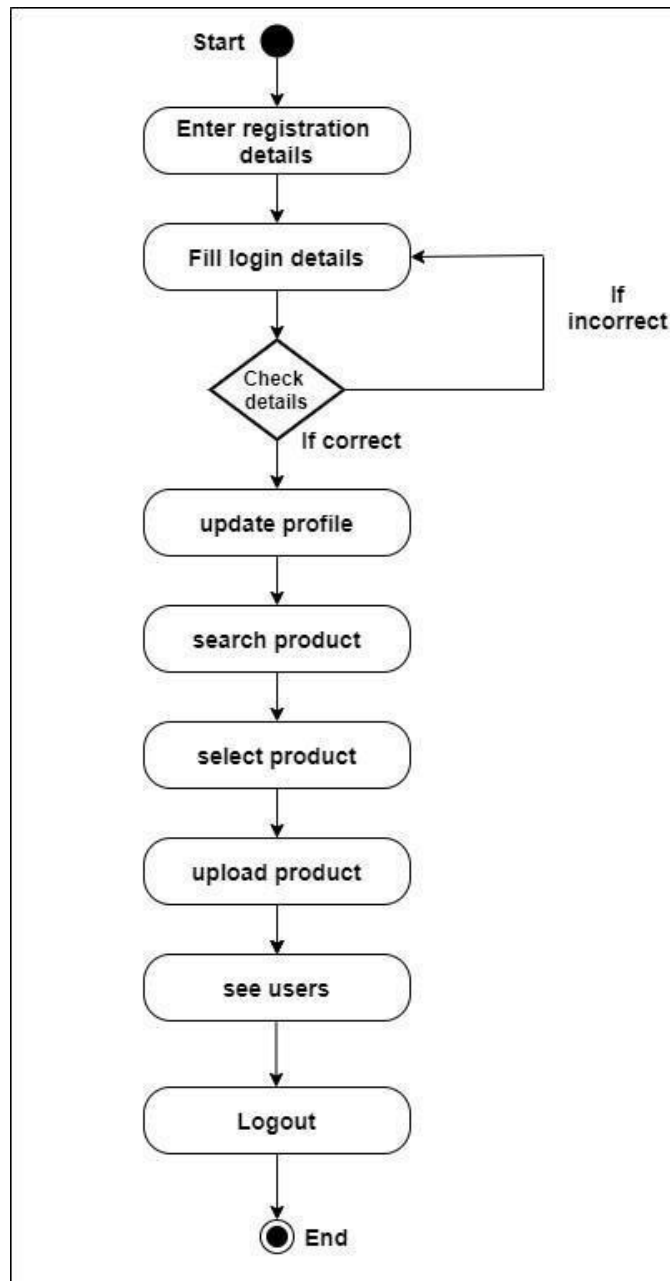 Start
Enter registration
details
Fill login details
If
incorrect
Check
details
If correct
update profile
search product
select product
upload product
see users
Logout
End